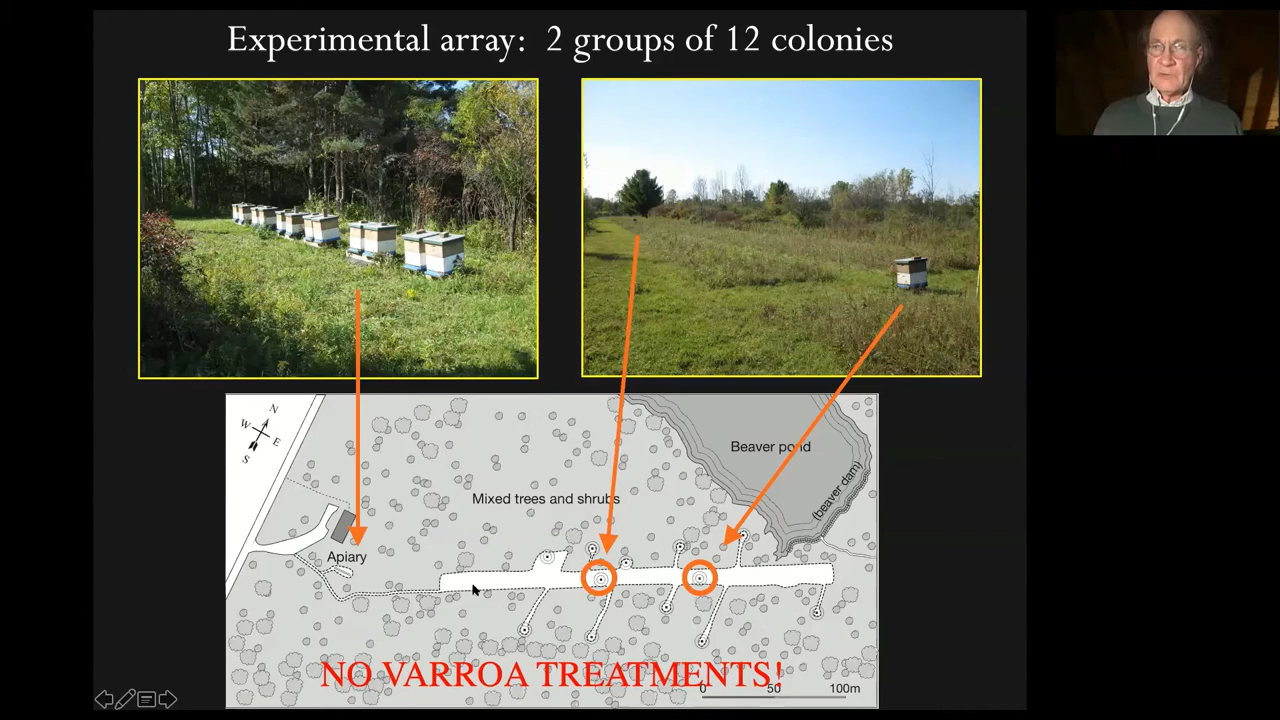 Experimental array: 2 groups of 12 colonies
N
W
E
S
Beaver pond
(beaver dam)
Mixed trees and shrubs
Apiary
NO VARROA TREATMENTS!
0 50 100m